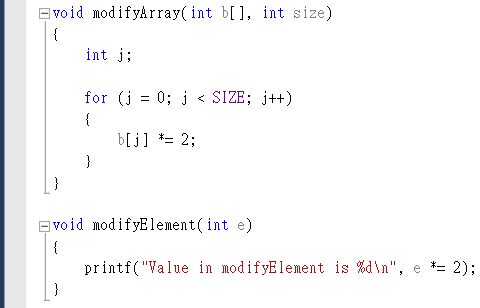 void modifyArray(int b[], int size)
{
    int j;

    for (j = 0; j < SIZE; j++)
    {
        b[j] *= 2;
    }
}

void modifyElement(int e)
{
    printf("Value in modifyElement is %d\n", e *= 2);
}